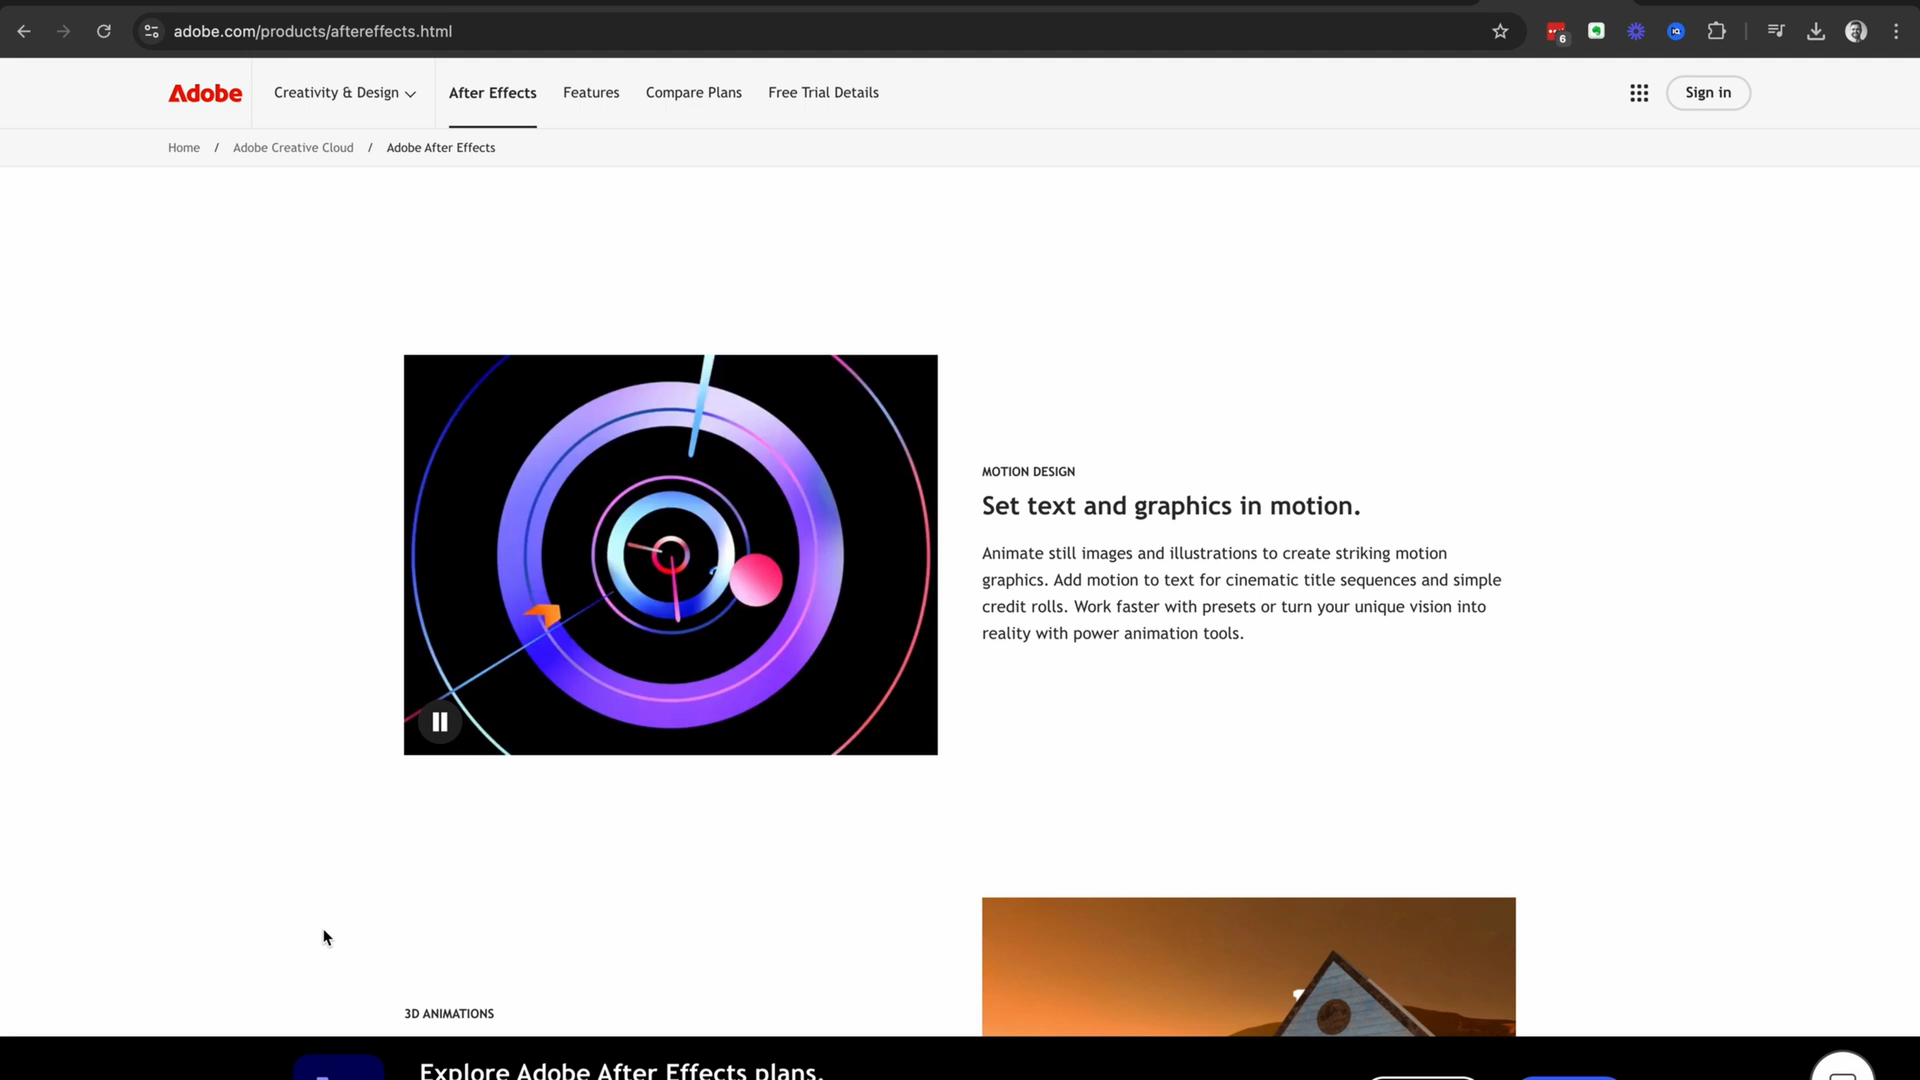 adobe.com/products/aftereffects.html
6
Adobe
Creativity & Design
After Effects
Features
Compare Plans
Free Trial Details
Sign in
Home / Adobe Creative Cloud / Adobe After Effects
MOTION DESIGN
Set text and graphics in motion.
Animate still images and illustrations to create striking motion
graphics. Add motion to text for cinematic title sequences and simple
credit rolls. Work faster with presets or turn your unique vision into
reality with power animation tools.
3D ANIMATIONS
Explore Adobe After Effects plans.